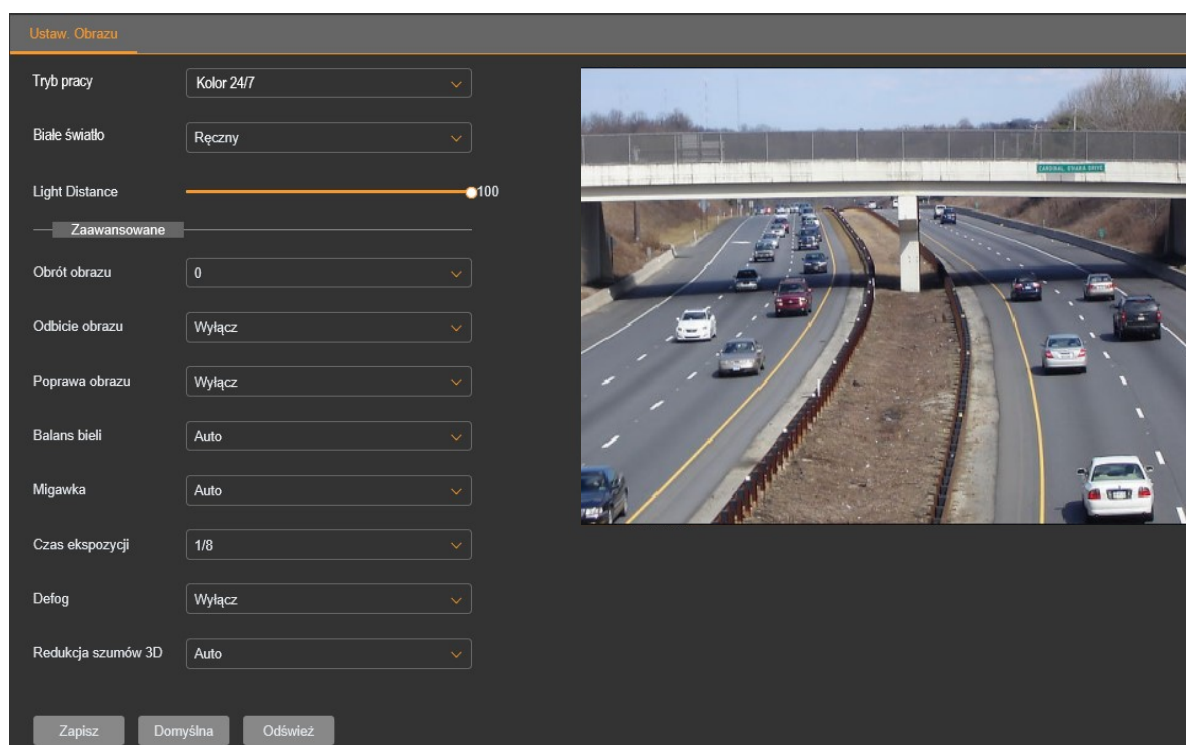 Ustaw. Obrazu
Tryb pracy Kolor 24/7
Białe światło Ręczny
Light Distance 100
Zaawansowane
Obrót obrazu 0
Odbicie obrazu Wyłącz
Poprawa obrazu Wyłącz
Balans bieli Auto
Migawka Auto
Czas ekspozycji 1/8
Defog Wyłącz
Redukcja szumów 3D Auto
Zapisz Domyślna Odśwież
CARDINAL DRIVE